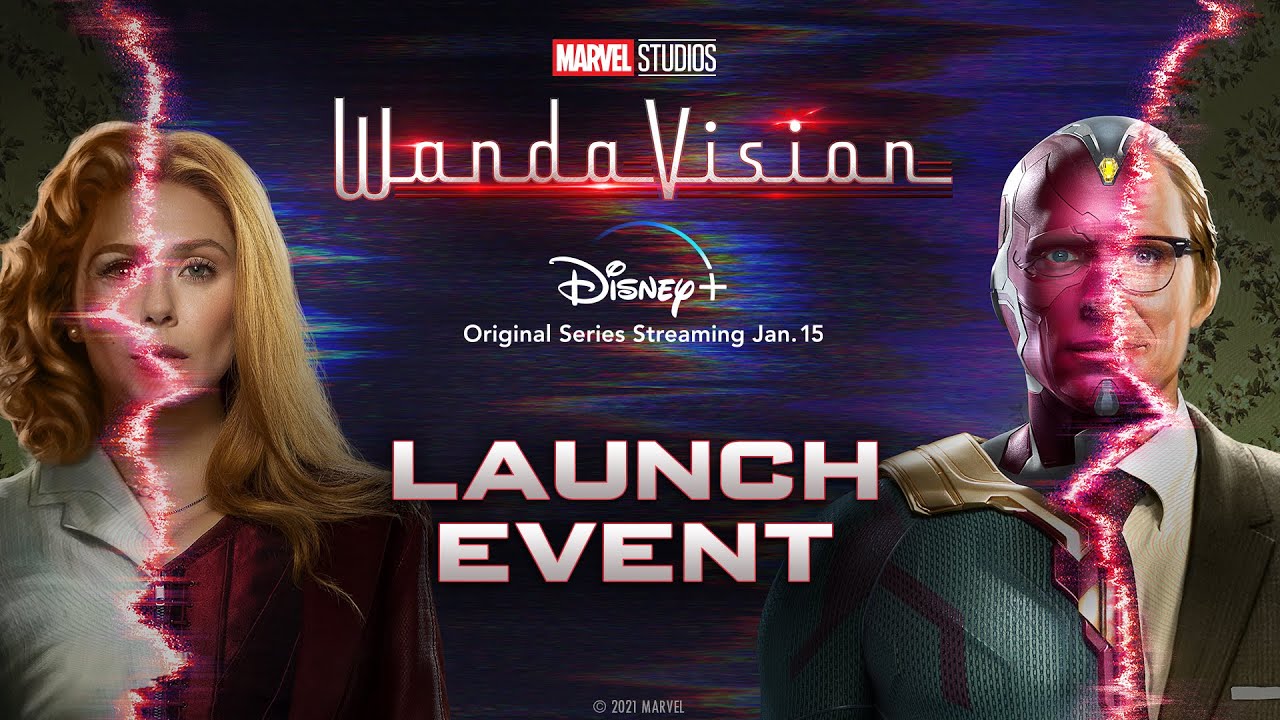 MARVEL STUDIOS
WandaVision
Disney+
Original Series Streaming Jan. 15
LAUNCH
EVENT
© 2021 MARVEL